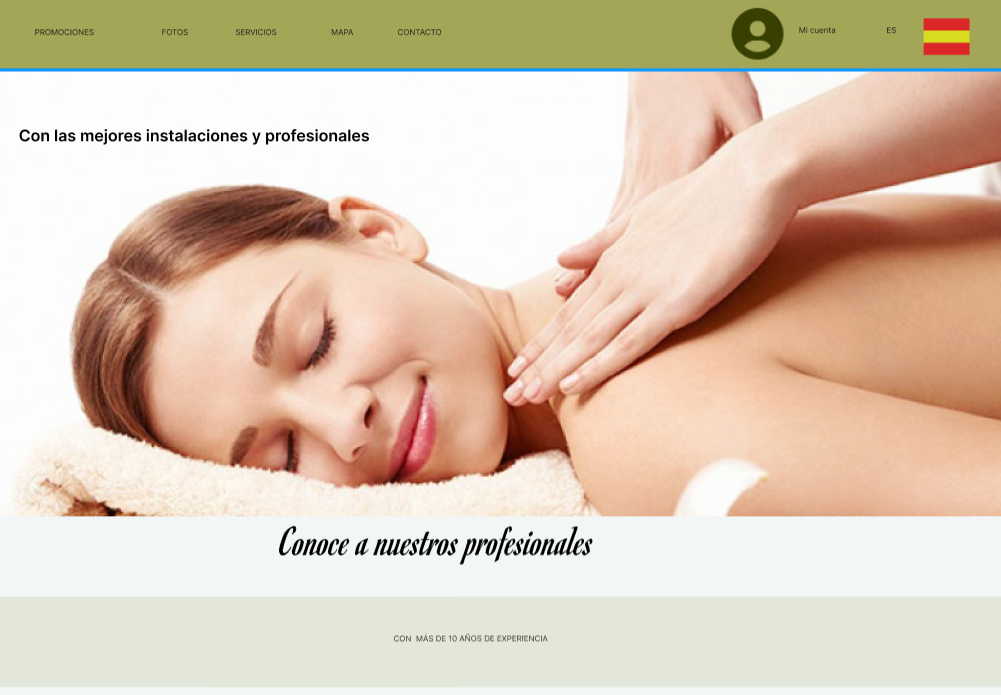 PROMOCIONES
FOTOS
SERVICIOS
MAPA
CONTACTO
Mi cuenta
ES
Con las mejores instalaciones y profesionales
Conoce a nuestros profesionales
CON  MÁS DE 10 AÑOS DE EXPERIENCIA